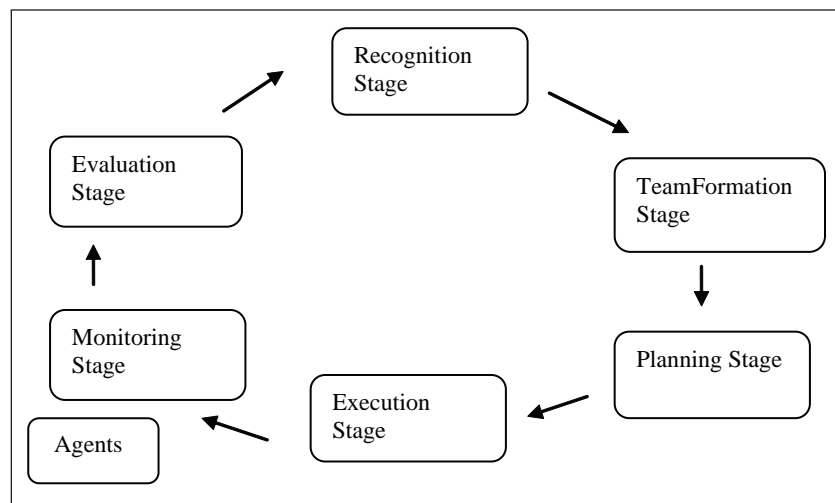 Recognition
Stage
TeamFormation
Stage
Planning Stage
Execution
Stage
Monitoring
Stage
Evaluation
Stage
Agents